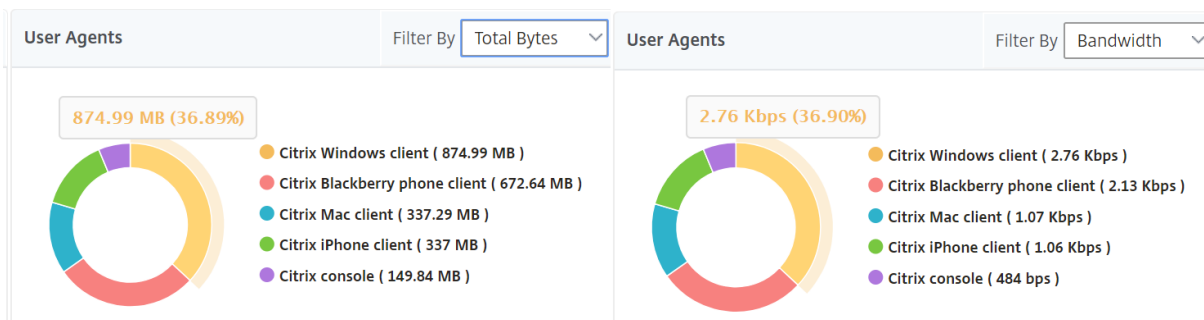 User Agents
Filter By Total Bytes
874.99 MB (36.89%)
Citrix Windows client ( 874.99 MB )
Citrix Blackberry phone client ( 672.64 MB )
Citrix Mac client ( 337.29 MB )
Citrix iPhone client ( 337 MB )
Citrix console ( 149.84 MB )
User Agents
Filter By Bandwidth
2.76 Kbps (36.90%)
Citrix Windows client ( 2.76 Kbps )
Citrix Blackberry phone client ( 2.13 Kbps )
Citrix Mac client ( 1.07 Kbps )
Citrix iPhone client ( 1.06 Kbps )
Citrix console ( 484 bps )